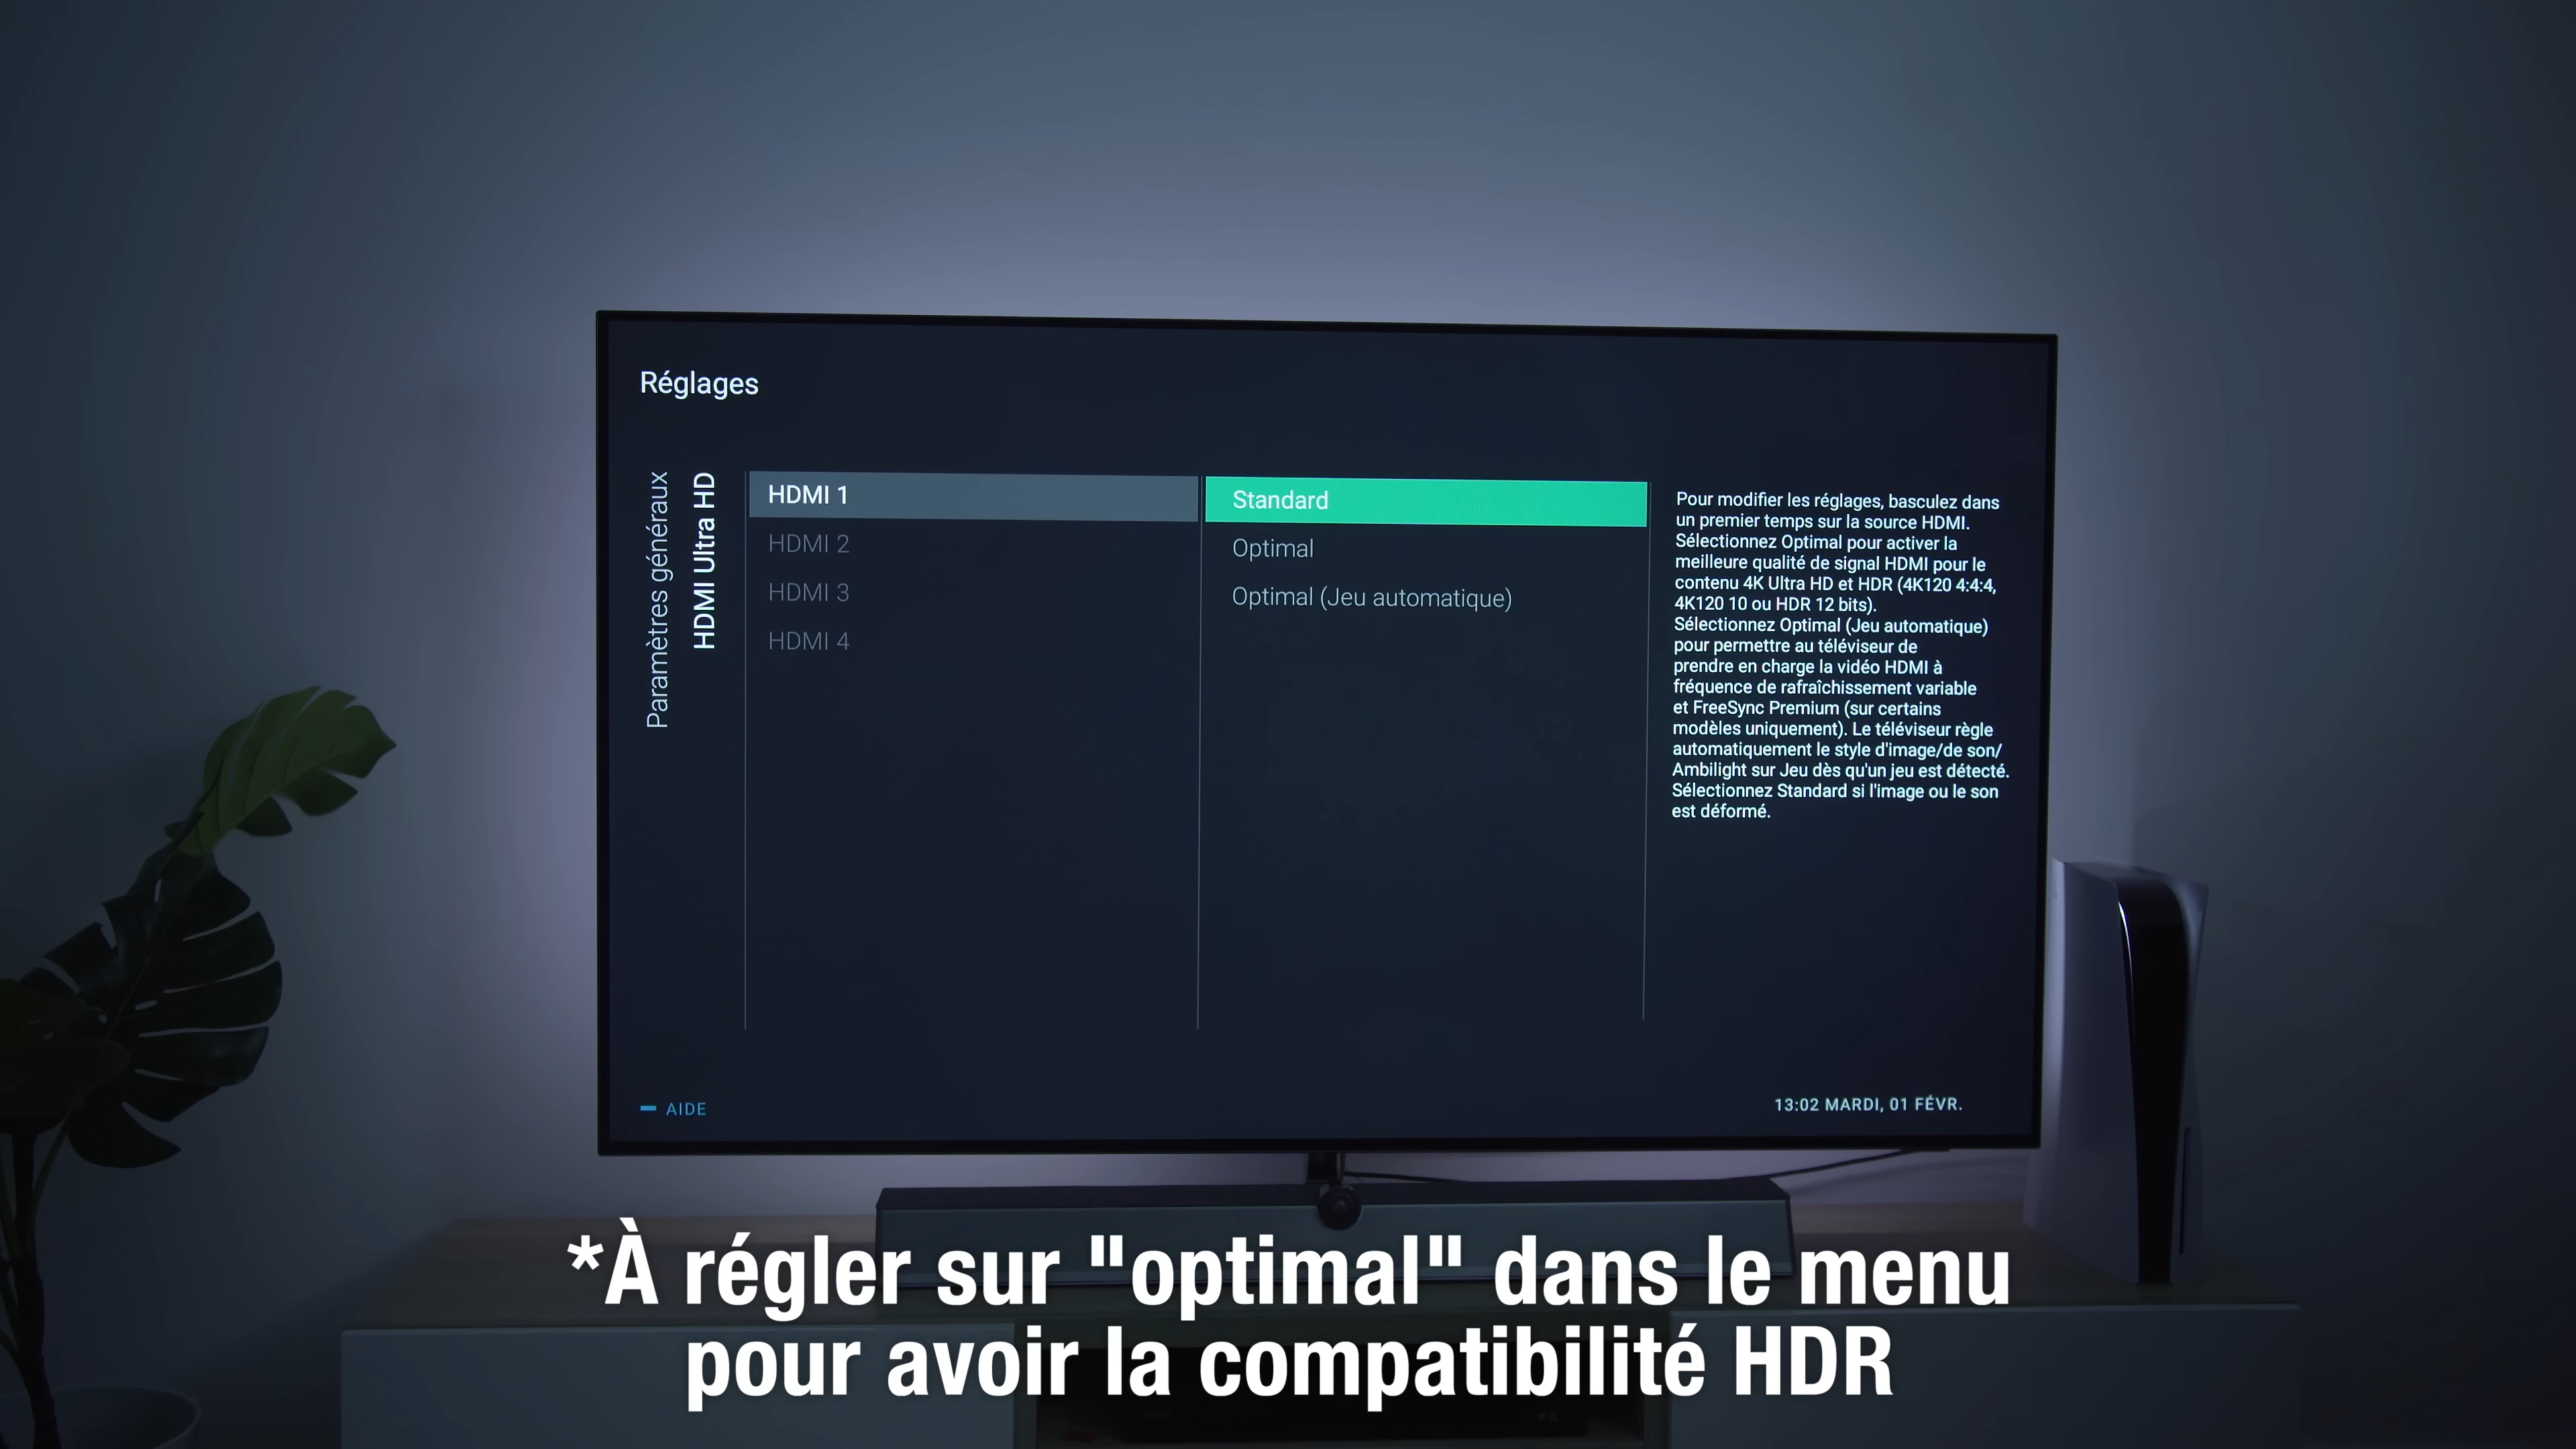 Réglages
Paramètres généraux
HDMI Ultra HD
HDMI 1
HDMI 2
HDMI 3
HDMI 4
Standard
Optimal
Optimal (Jeu automatique)
Pour modifier les réglages, basculez dans
un premier temps sur la source HDMI.
Sélectionnez Optimal pour activer la
meilleure qualité de signal HDMI pour le
contenu 4K Ultra HD et HDR (4K120 4:4:4,
4K120 10 ou HDR 12 bits).
Sélectionnez Optimal (Jeu automatique)
pour permettre au téléviseur de
prendre en charge la vidéo HDMI à
fréquence de rafraîchissement variable
et FreeSync Premium (sur certains
modèles uniquement). Le téléviseur règle
automatiquement le style d'image/de son/
Ambilight sur Jeu dès qu'un jeu est détecté.
Sélectionnez Standard si l'image ou le son
est déformé.
AIDE
13:02 MARDI, 01 FÉVR.
*À régler sur "optimal" dans le menu
pour avoir la compatibilité HDR